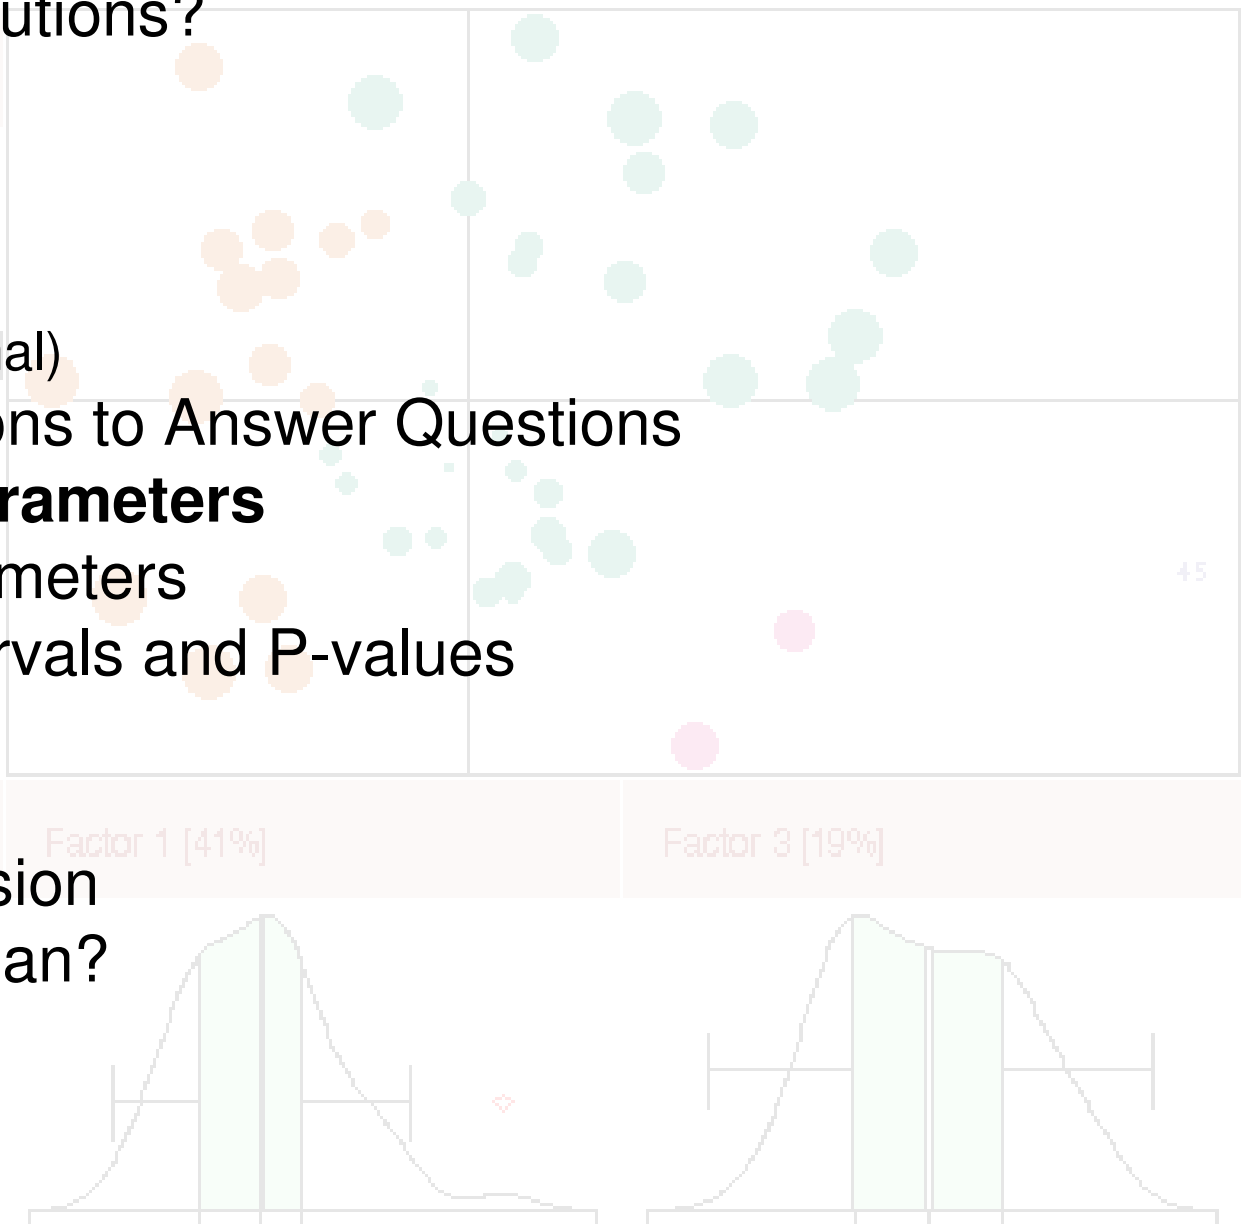 utions?
al)
ons to Answer Questions
rameters
meters
rvals and P-values
45
Factor 1 [41%]
Factor 3 [19%]
sion
an?